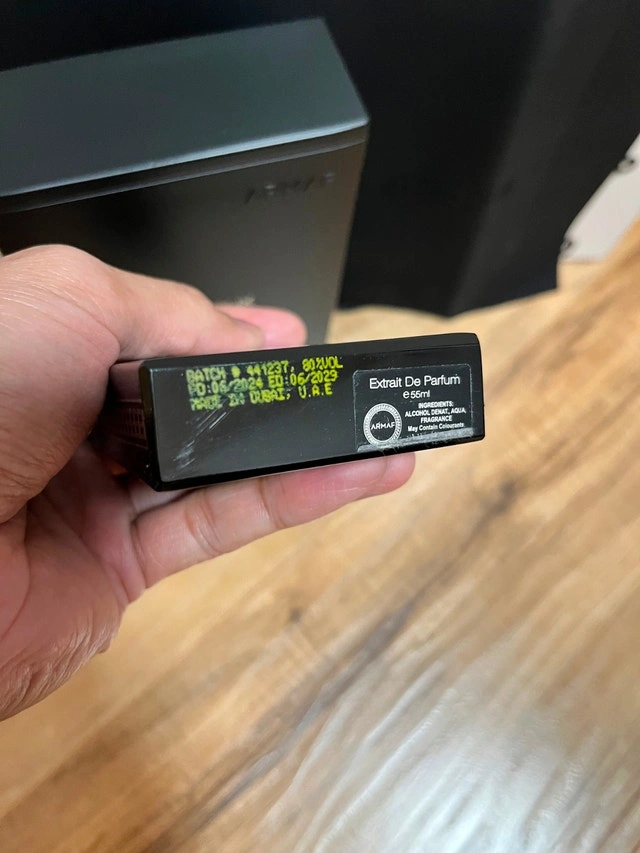 ARMAF
BATCH # 441237, 80%VOL
PD:06/2024 ED:06/2029
MADE IN DUBAI, U.A.E
Extrait De Parfum
℮55ml
ARMAF
INGREDIENTS:
ALCOHOL DENAT, AQUA,
FRAGRANCE
May Contain Colourants